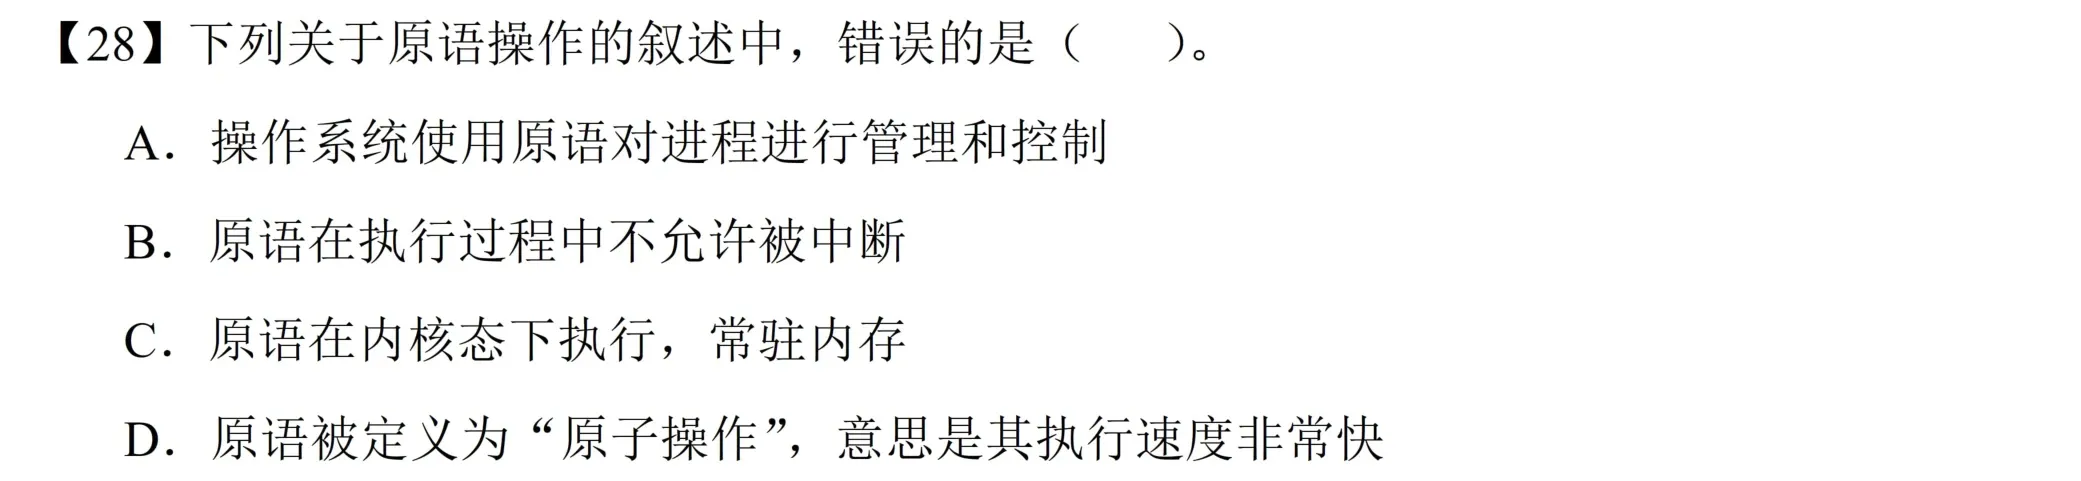 【28】下列关于原语操作的叙述中，错误的是（　　）。
A．操作系统使用原语对进程进行管理和控制
B．原语在执行过程中不允许被中断
C．原语在内核态下执行，常驻内存
D．原语被定义为“原子操作”，意思是其执行速度非常快